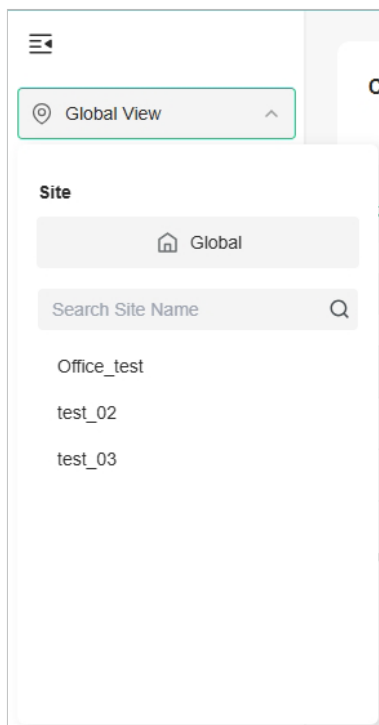 Global View
Site
Global
Search Site Name
Office_test
test_02
test_03